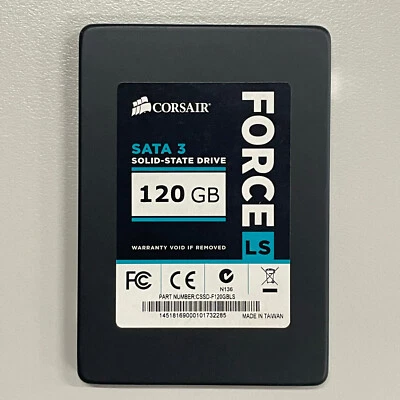 CORSAIR
FORCE LS
SATA 3
SOLID-STATE DRIVE
120 GB
WARRANTY VOID IF REMOVED
FC CE
N136
PART NUMBER:CSSD-F120GBLS
14516169000101732285
MADE IN TAIWAN